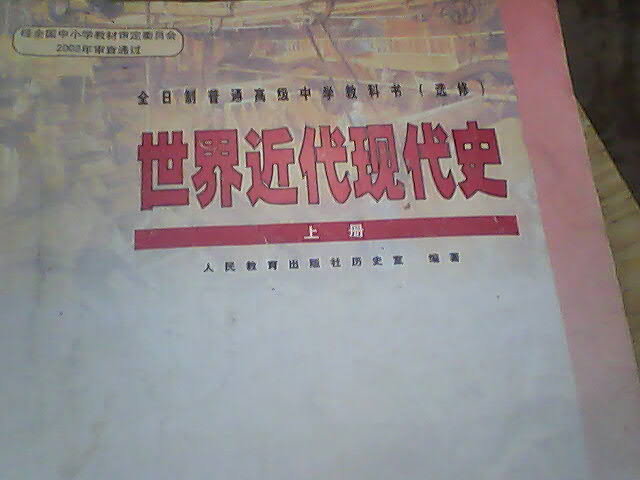 经全国中小学教材审定委员会
2002年审查通过
全日制普通高级中学教科书(选修)
世界近代现代史
上册
人民教育出版社历史室 编著